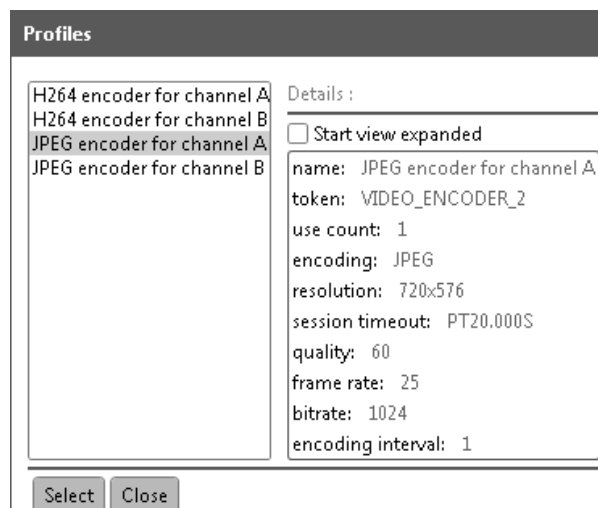 Profiles
H264 encoder for channel A
H264 encoder for channel B
JPEG encoder for channel A
JPEG encoder for channel B
Details :
Start view expanded
name: JPEG encoder for channel A
token: VIDEO_ENCODER_2
use count: 1
encoding: JPEG
resolution: 720x576
session timeout: PT20.000S
quality: 60
frame rate: 25
bitrate: 1024
encoding interval: 1
Select Close